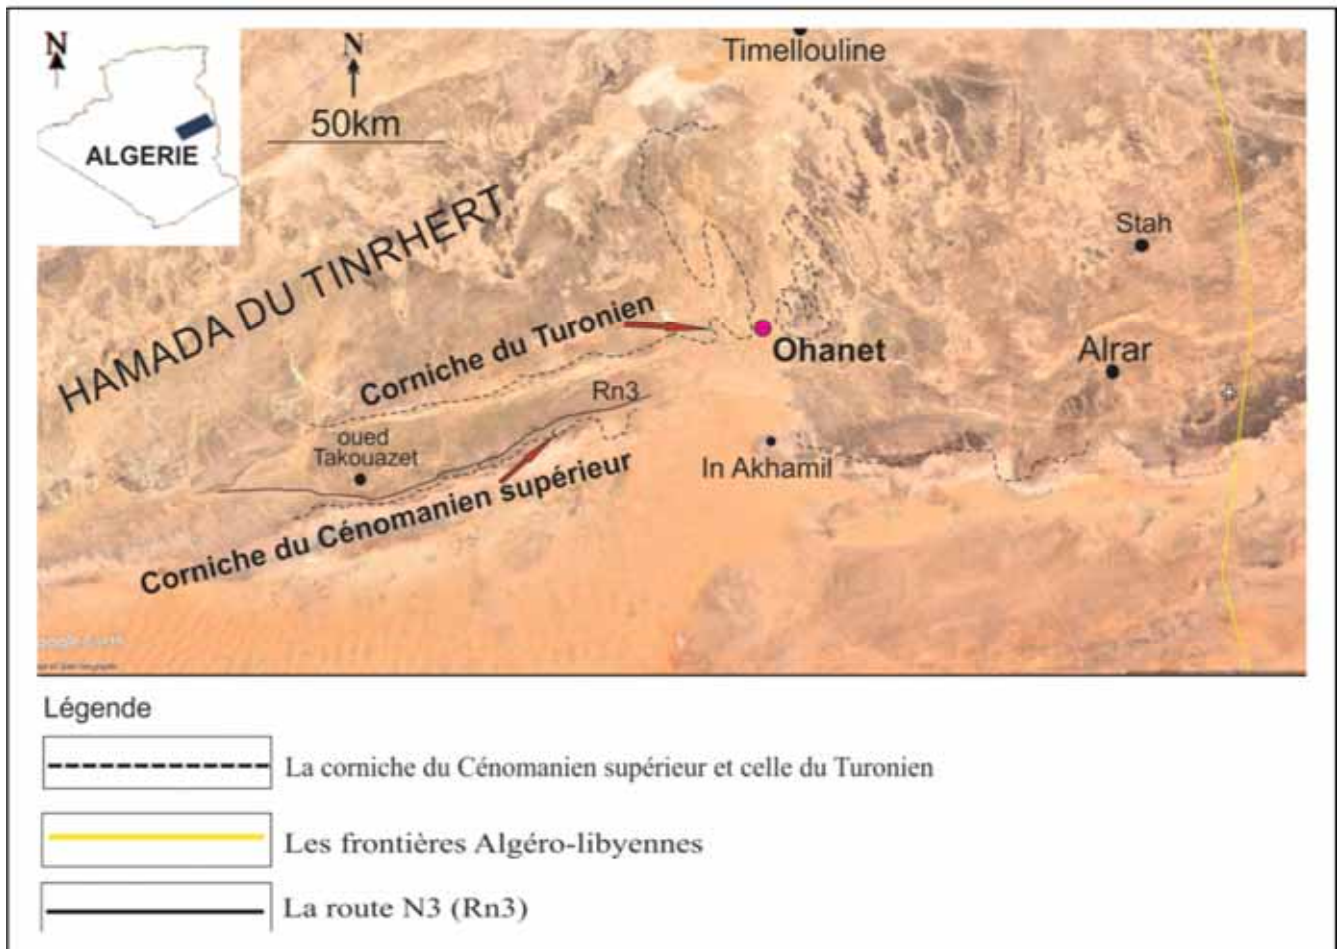 N
ALGERIE
N
50km
Timellouline
HAMADA DU TINRHERT
Stah
Corniche du Turonien
Ohanet
Alrar
Rn3
oued
Takouazet
In Akhamil
Corniche du Cénomanien supérieur
Légende
La corniche du Cénomanien supérieur et celle du Turonien
Les frontières Algéro-libyennes
La route N3 (Rn3)